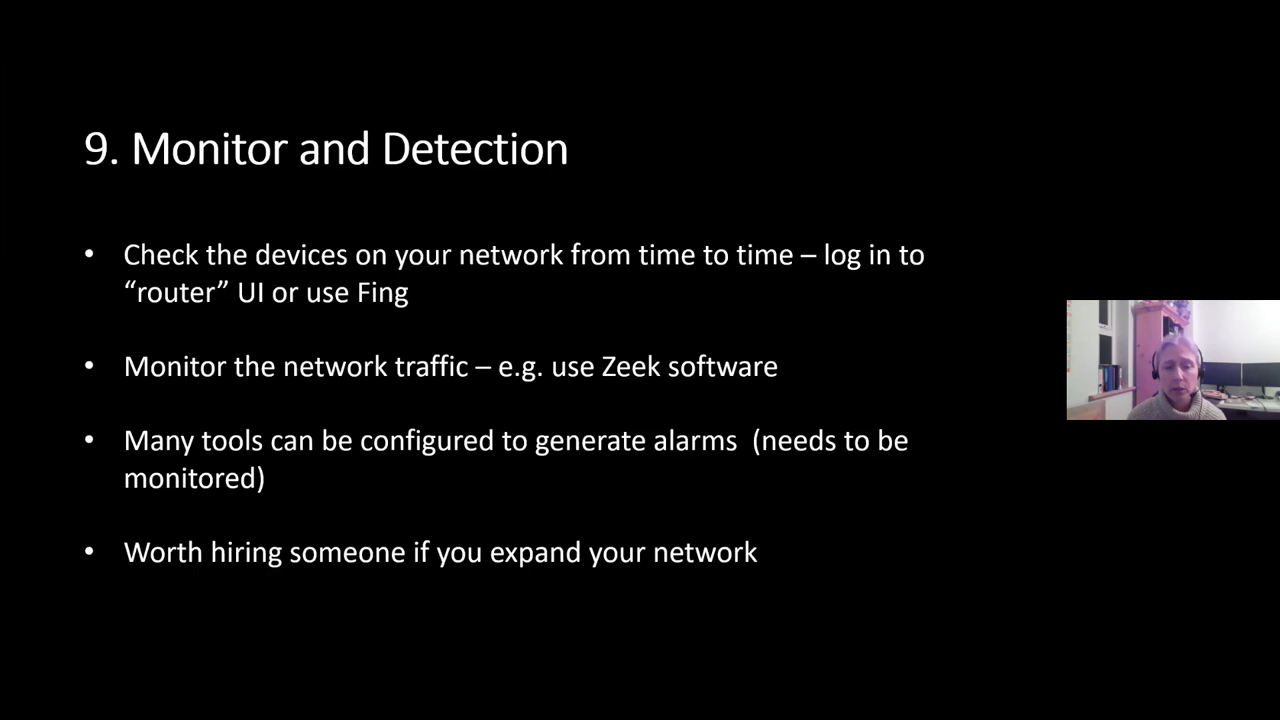 9. Monitor and Detection
• Check the devices on your network from time to time – log in to
“router” UI or use Fing
• Monitor the network traffic – e.g. use Zeek software
• Many tools can be configured to generate alarms  (needs to be
monitored)
• Worth hiring someone if you expand your network